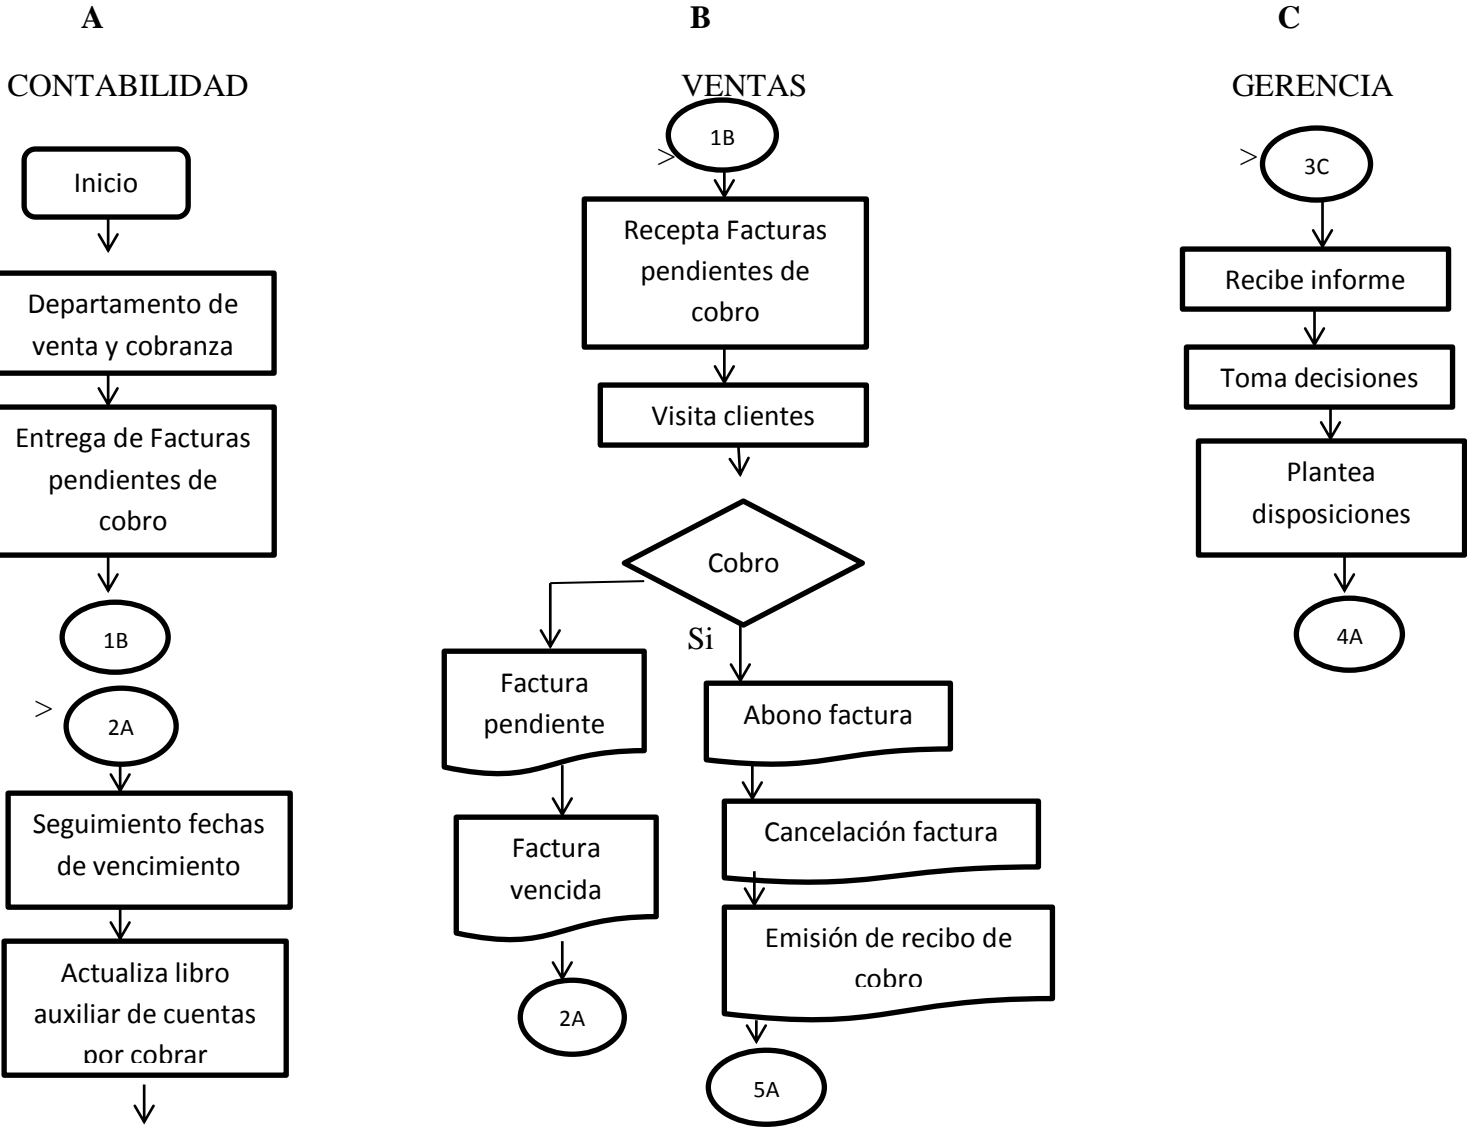 A
CONTABILIDAD
Inicio
Departamento de
venta y cobranza
Entrega de Facturas
pendientes de
cobro
1B
>
2A
Seguimiento fechas
de vencimiento
Actualiza libro
auxiliar de cuentas
por cobrar
B
VENTAS
1B
>
Recepta Facturas
pendientes de
cobro
Visita clientes
Cobro
Si
Factura
pendiente
Factura
vencida
2A
Abono factura
Cancelación factura
Emisión de recibo de
cobro
5A
C
GERENCIA
>
3C
Recibe informe
Toma decisiones
Plantea
disposiciones
4A